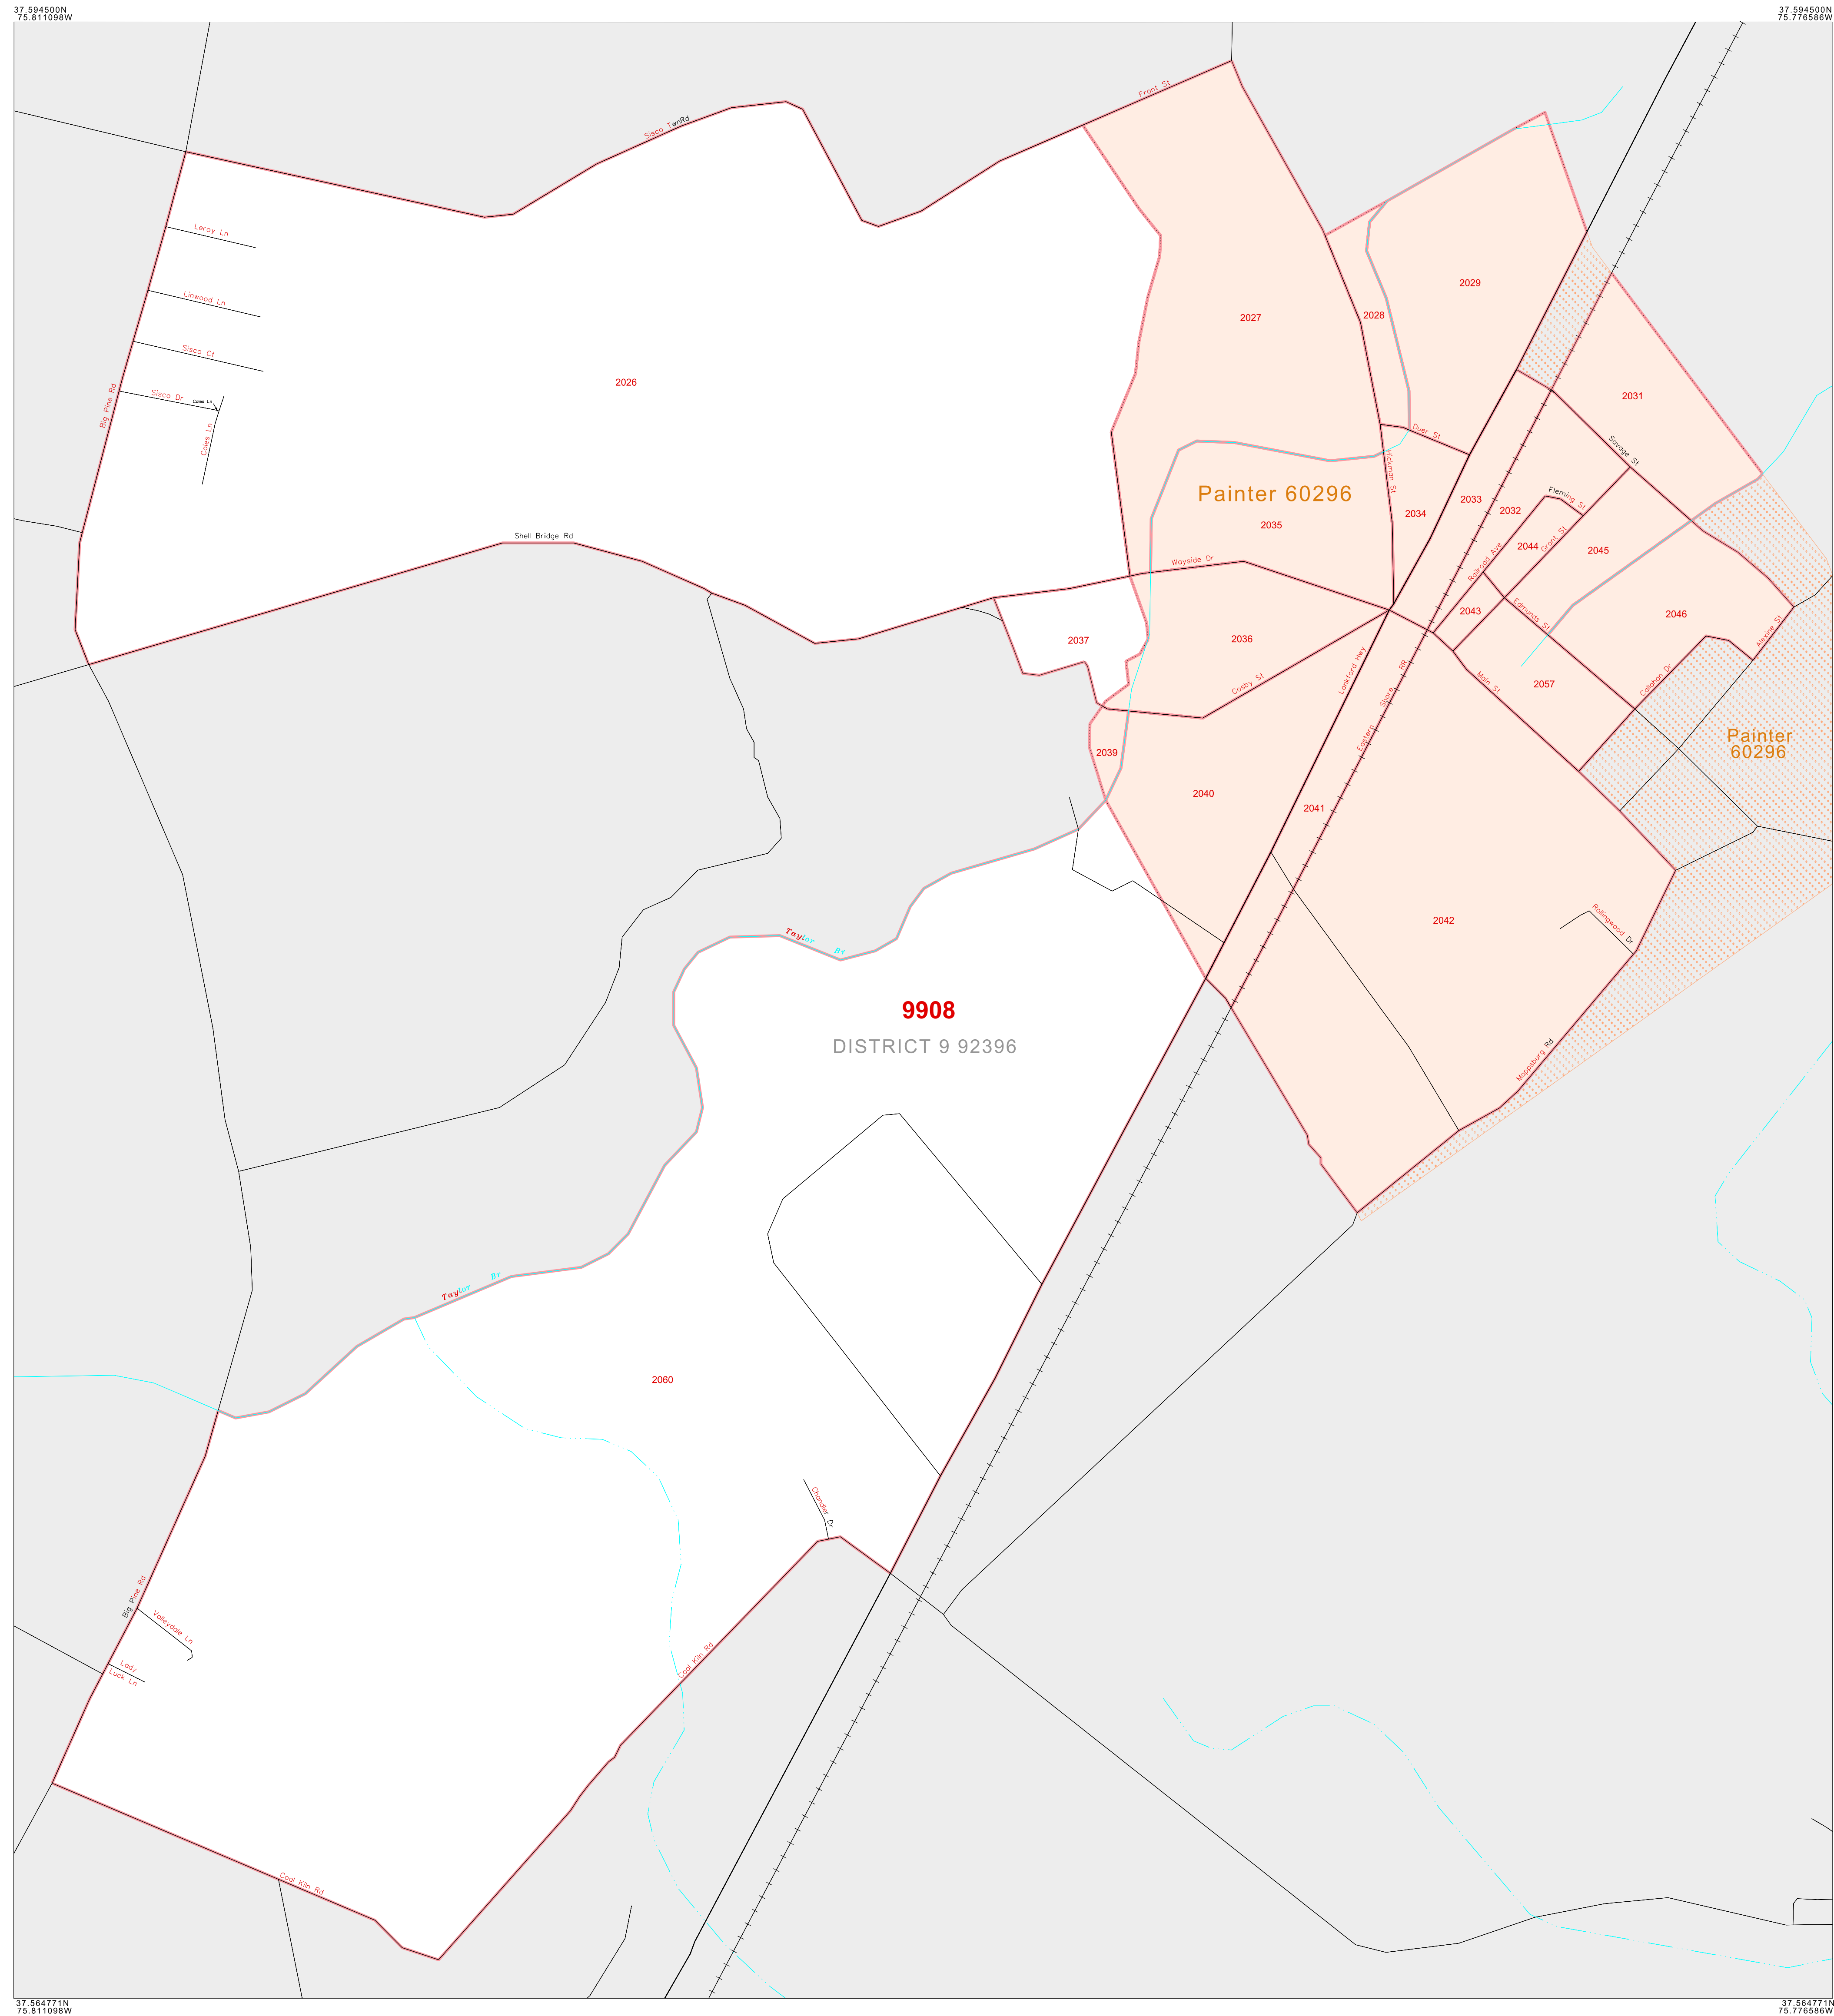 37.594500N
75.811098W
37.594500N
75.776586W
Front St
Sisco TwnRd
Leroy Ln
2029
Linwood Ln
2028
2027
Sisco Ct
2026
Big Pine Rd
Sisco Dr
Coles Ln
2031
Coles Ln
Duer St
Savage St
Hickman St
Painter 60296
2033
Fleming St
2032
2034
2035
Shell Bridge Rd
Grant St
2044
2045
Wayside Dr
Railroad Ave
2043
Edmunds St
2046
2037
2036
Nexine St
Lankford Hwy
Eastern Shore RR
Cosby St
Main St
2057
Callahan Dr
Painter
60296
2039
2040
2041
2042
Rollingwood Dr
Taylor Br
9908
DISTRICT 9 92396
Mappsburg Rd
Taylor Br
2060
Chandler Dr
Big Pine Rd
Valleydale Ln
Lady
Luck Ln
Coal Kiln Rd
Coal Kiln Rd
37.564771N
75.811098W
37.564771N
75.776586W